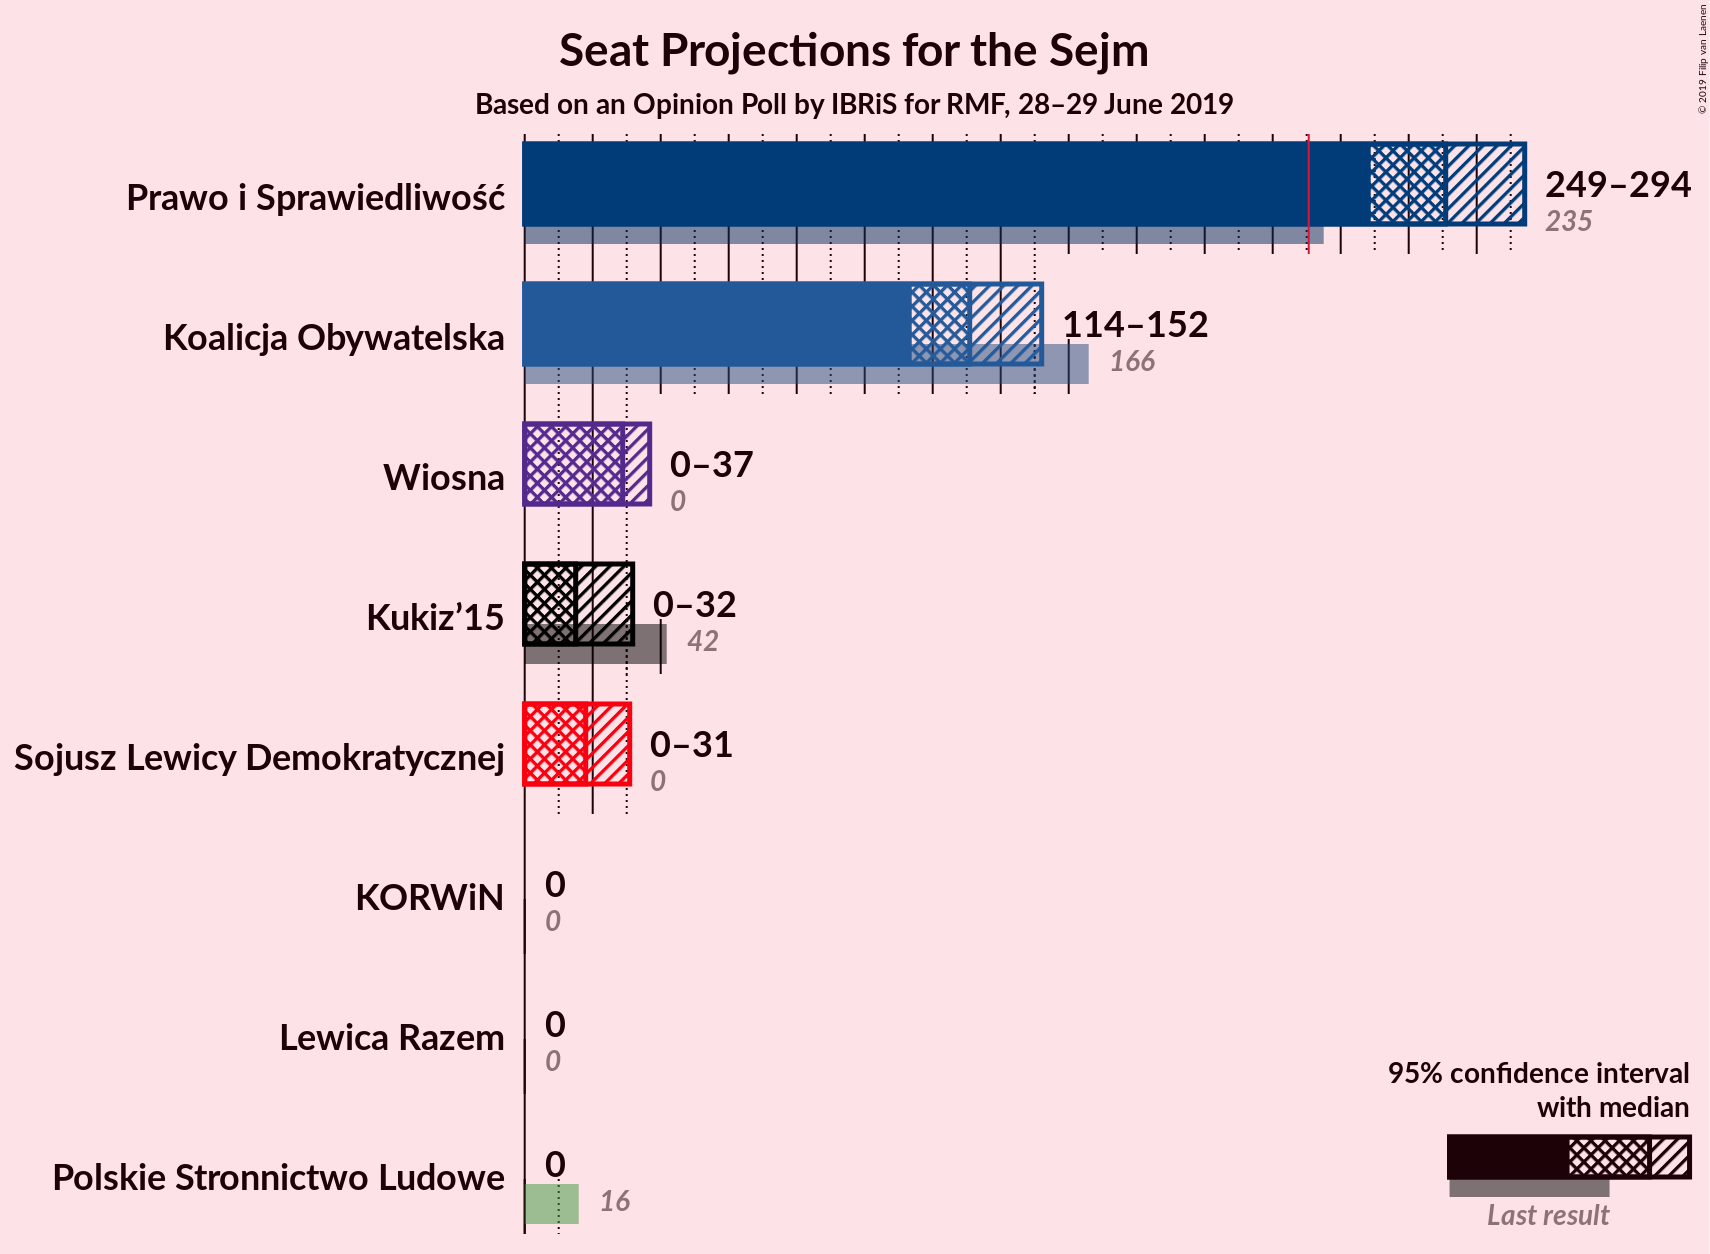 Seat Projections for the Sejm
Based on an Opinion Poll by IBRiS for RMF, 28–29 June 2019
© 2019 Filip van Laenen
Prawo i Sprawiedliwość
249–294
235
Koalicja Obywatelska
114–152
166
Wiosna
0–37
0
Kukiz’15
0–32
42
Sojusz Lewicy Demokratycznej
0–31
0
KORWiN
0
0
Lewica Razem
0
0
Polskie Stronnictwo Ludowe
0
16
95% confidence interval
with median
Last result